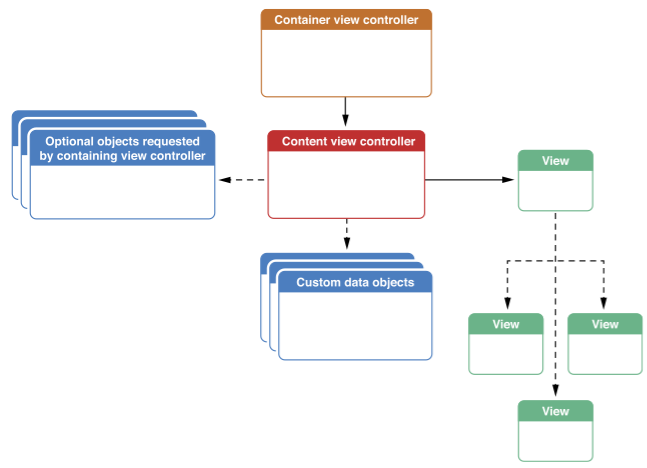 Container view controller
Optional objects requested
by containing view controller
Content view controller
View
Custom data objects
View
View
View